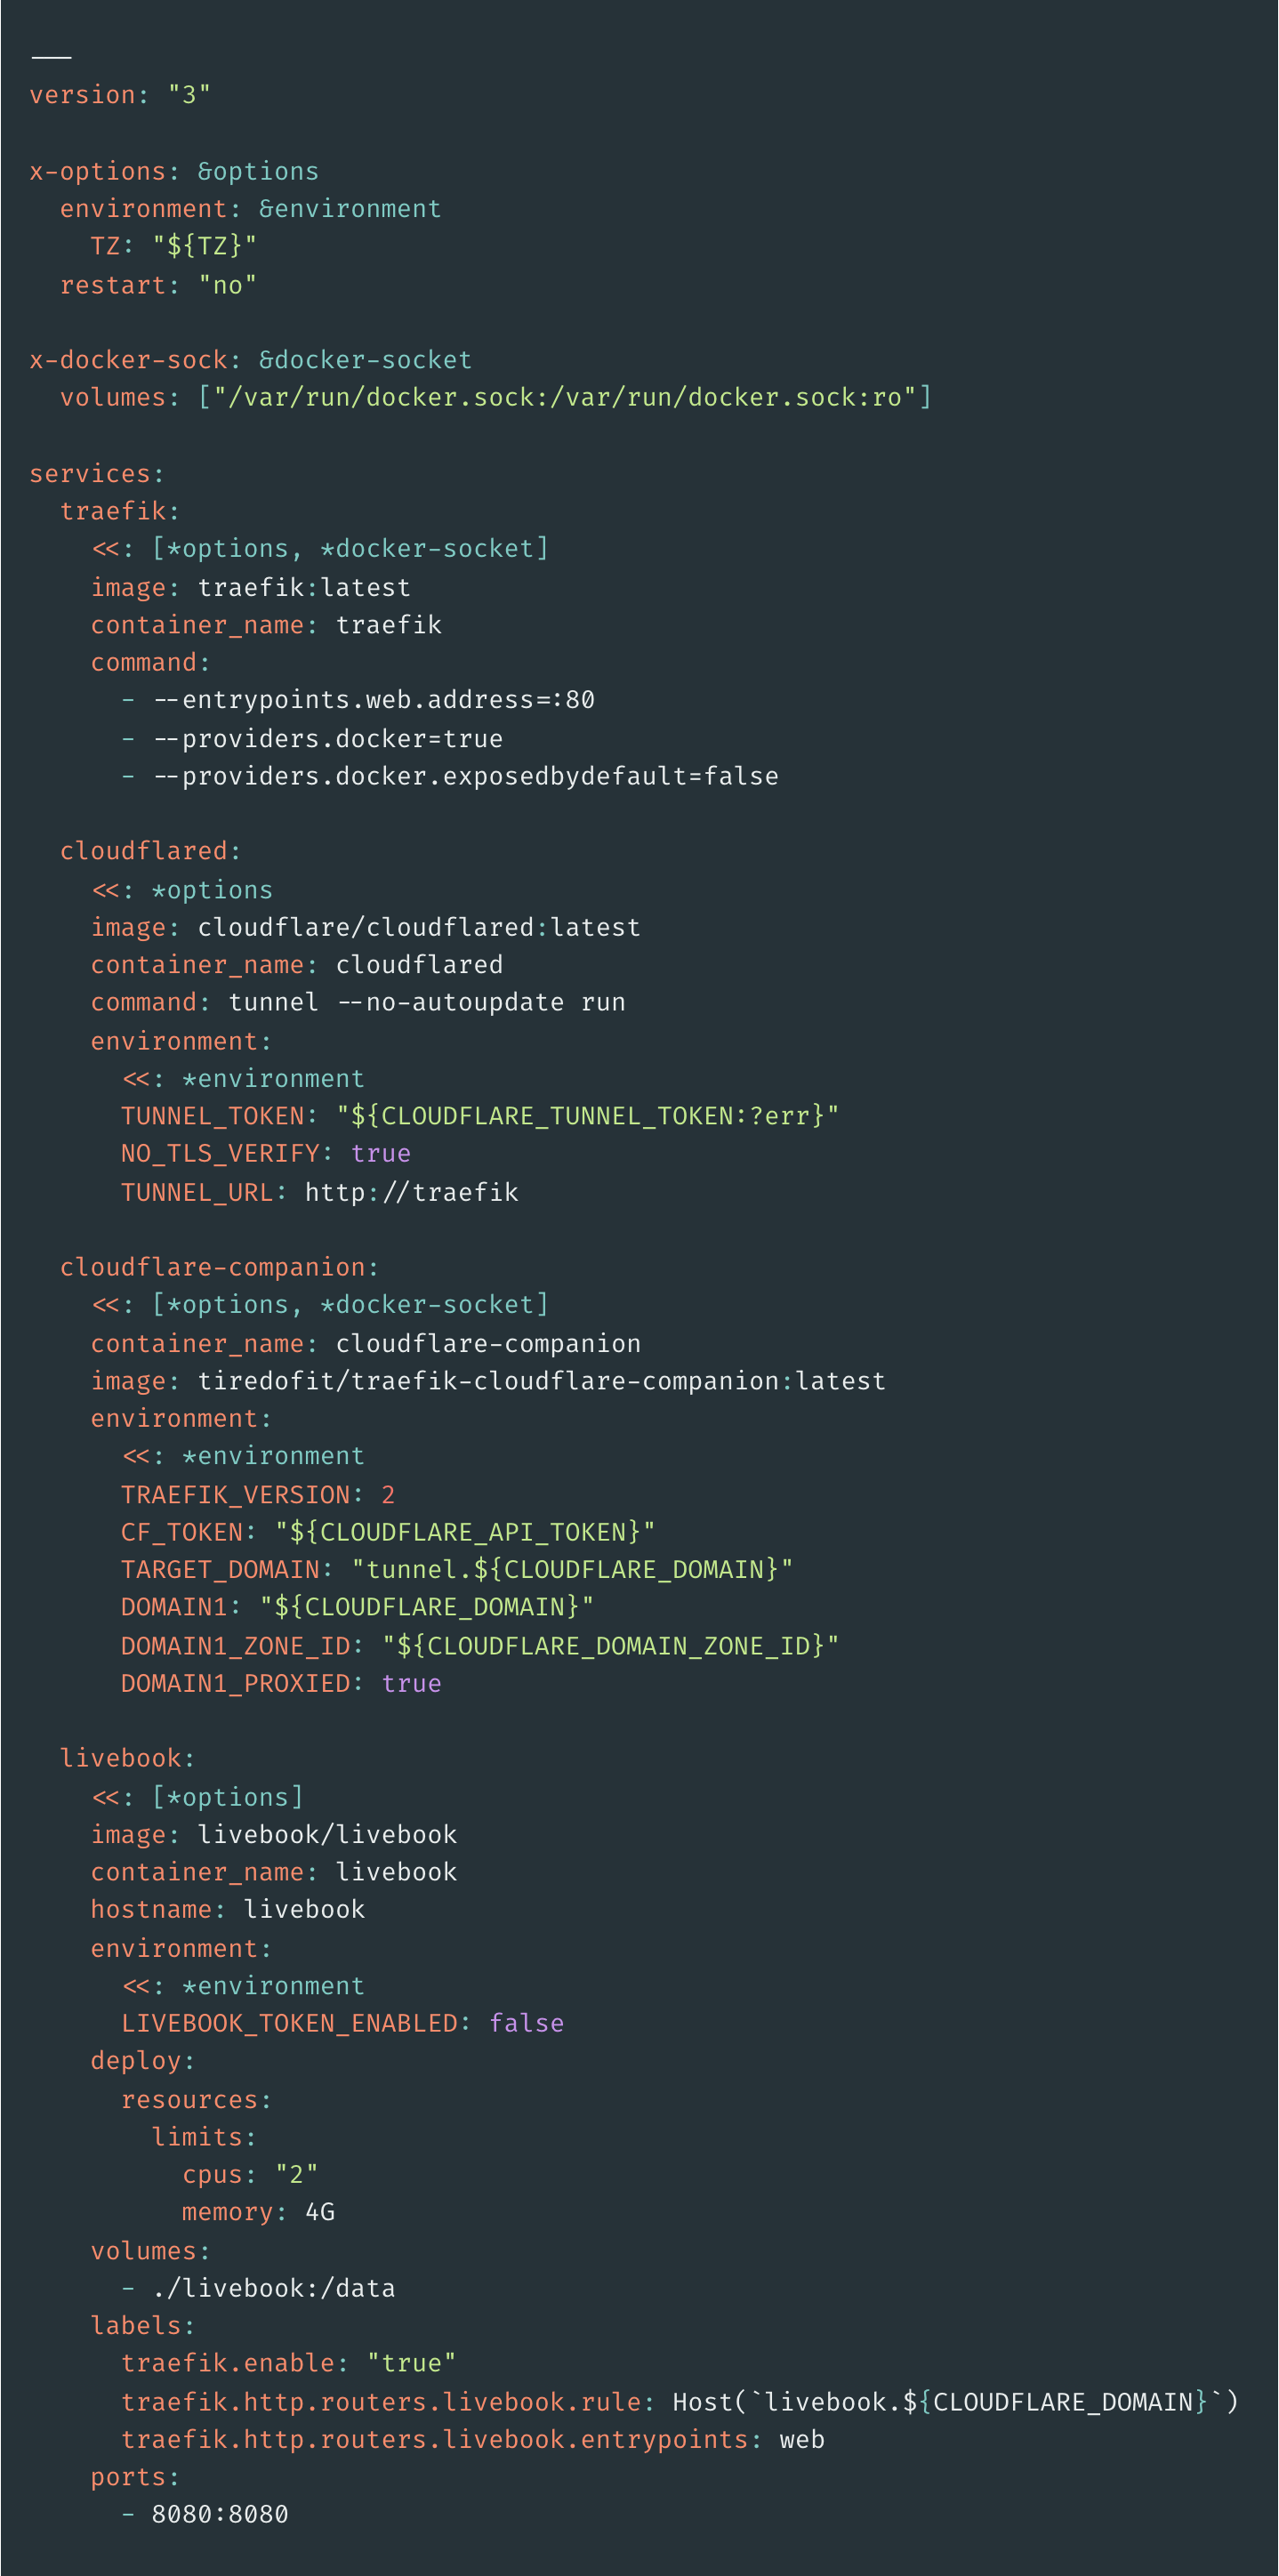 ---
version: "3"

x-options: &options
  environment: &environment
    TZ: "${TZ}"
  restart: "no"

x-docker-sock: &docker-socket
  volumes: ["/var/run/docker.sock:/var/run/docker.sock:ro"]

services:
  traefik:
    <<: [*options, *docker-socket]
    image: traefik:latest
    container_name: traefik
    command:
      - --entrypoints.web.address=:80
      - --providers.docker=true
      - --providers.docker.exposedbydefault=false

  cloudflared:
    <<: *options
    image: cloudflare/cloudflared:latest
    container_name: cloudflared
    command: tunnel --no-autoupdate run
    environment:
      <<: *environment
      TUNNEL_TOKEN: "${CLOUDFLARE_TUNNEL_TOKEN:?err}"
      NO_TLS_VERIFY: true
      TUNNEL_URL: http://traefik

  cloudflare-companion:
    <<: [*options, *docker-socket]
    container_name: cloudflare-companion
    image: tiredofit/traefik-cloudflare-companion:latest
    environment:
      <<: *environment
      TRAEFIK_VERSION: 2
      CF_TOKEN: "${CLOUDFLARE_API_TOKEN}"
      TARGET_DOMAIN: "tunnel.${CLOUDFLARE_DOMAIN}"
      DOMAIN1: "${CLOUDFLARE_DOMAIN}"
      DOMAIN1_ZONE_ID: "${CLOUDFLARE_DOMAIN_ZONE_ID}"
      DOMAIN1_PROXIED: true

  livebook:
    <<: [*options]
    image: livebook/livebook
    container_name: livebook
    hostname: livebook
    environment:
      <<: *environment
      LIVEBOOK_TOKEN_ENABLED: false
    deploy:
      resources:
        limits:
          cpus: "2"
          memory: 4G
    volumes:
      - ./livebook:/data
    labels:
      traefik.enable: "true"
      traefik.http.routers.livebook.rule: Host(`livebook.${CLOUDFLARE_DOMAIN}`)
      traefik.http.routers.livebook.entrypoints: web
    ports:
      - 8080:8080